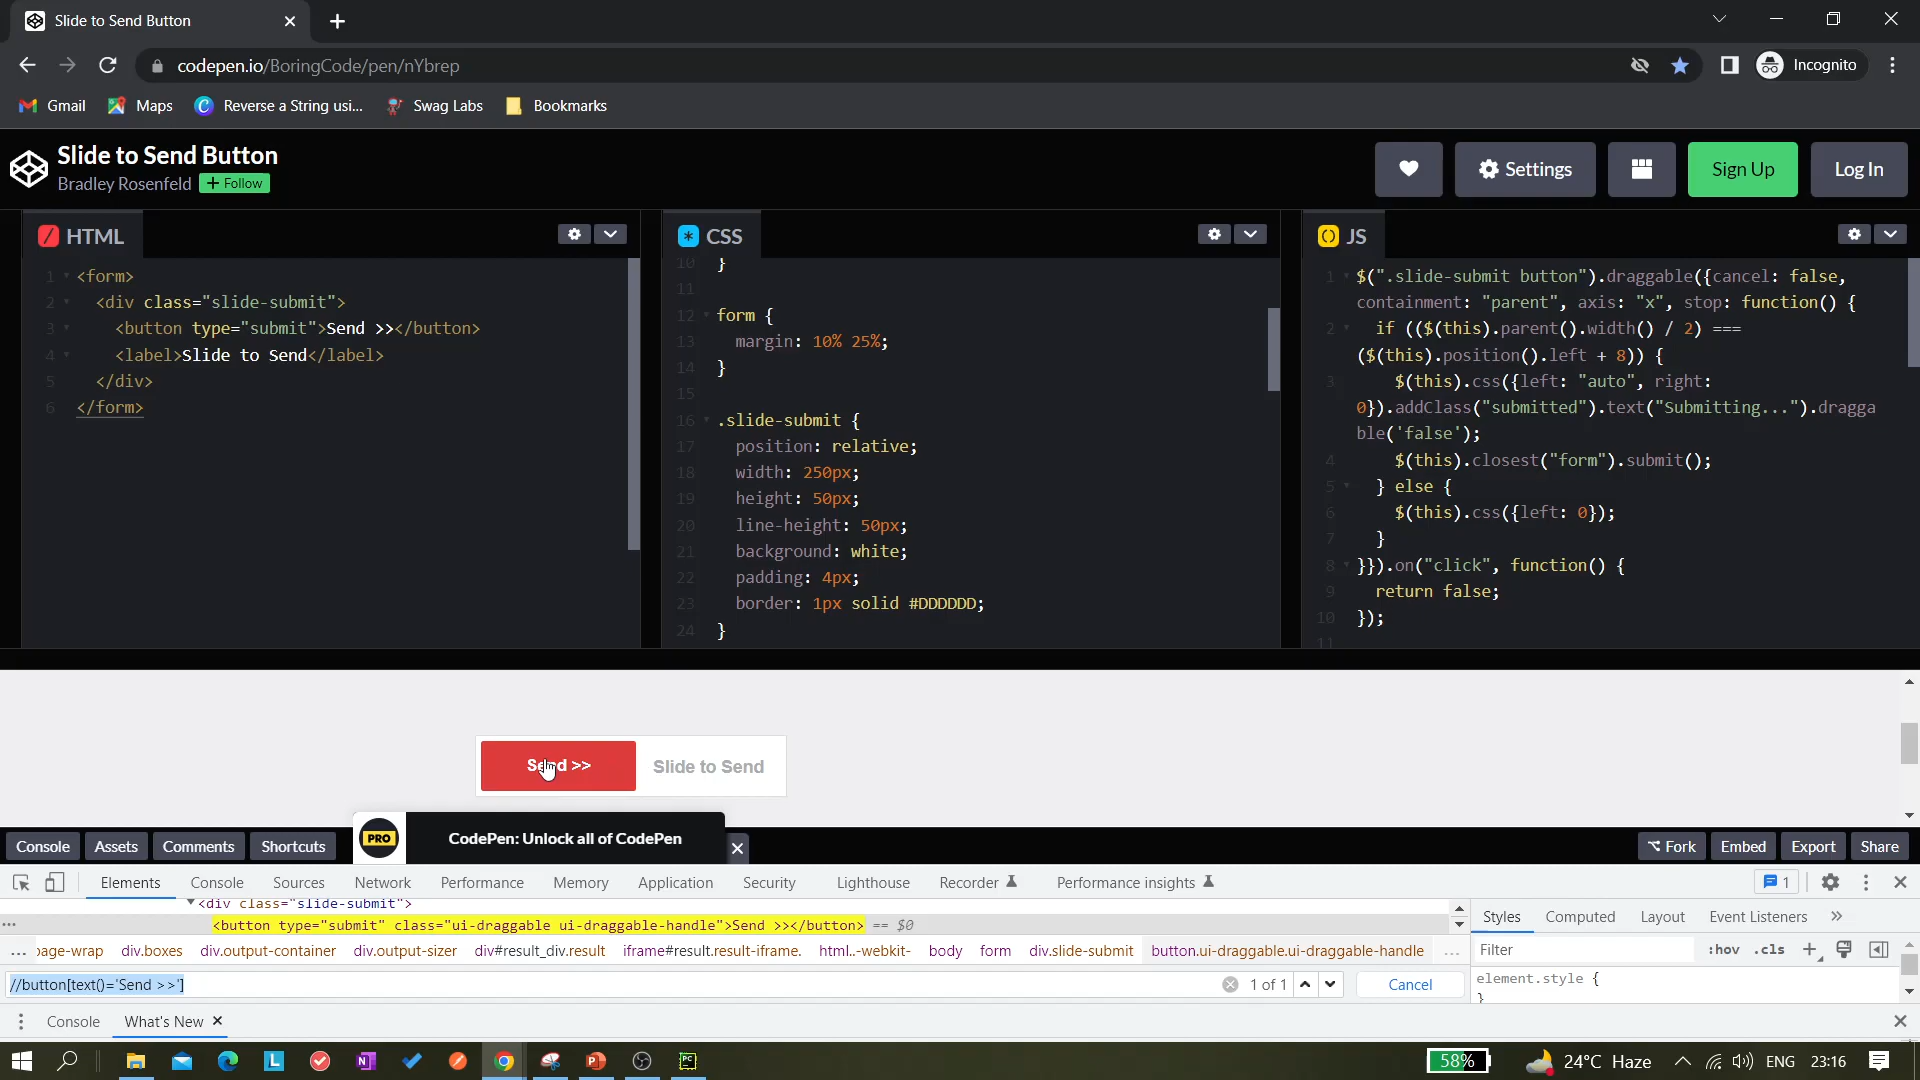 Slide to Send Button
codepen.io/BoringCode/pen/nYbrep
Incognito
Gmail
Maps
Reverse a String usi...
Swag Labs
Bookmarks
Slide to Send Button
Bradley Rosenfeld
+ Follow
Settings
Sign Up
Log In
HTML
1 <form>
2 <div class="slide-submit">
3 <button type="submit">Send >></button>
4 <label>Slide to Send</label>
5 </div>
6 </form>
CSS
10 }
11
12 form {
13 margin: 10% 25%;
14 }
15
16 .slide-submit {
17 position: relative;
18 width: 250px;
19 height: 50px;
20 line-height: 50px;
21 background: white;
22 padding: 4px;
23 border: 1px solid #DDDDDD;
24 }
JS
1 $(".slide-submit button").draggable({cancel: false,
containment: "parent", axis: "x", stop: function() {
2 if (($(this).parent().width() / 2) ===
($(this).position().left + 8)) {
3 $(this).css({left: "auto", right:
0}).addClass("submitted").text("Submitting...").dragga
ble('false');
4 $(this).closest("form").submit();
5 } else {
6 $(this).css({left: 0});
7 }
8 }}).on("click", function() {
9 return false;
10 });
11
Send >>
Slide to Send
Console
Assets
Comments
Shortcuts
PRO
CodePen: Unlock all of CodePen
Fork
Embed
Export
Share
Elements
Console
Sources
Network
Performance
Memory
Application
Security
Lighthouse
Recorder
Performance insights
1
<div class="slide-submit">
... <button type="submit" class="ui-draggable ui-draggable-handle">Send >></button> == $0
... page-wrap div.boxes div.output-container div.output-sizer div#result_div.result iframe#result.result-iframe. html..-webkit- body form div.slide-submit button.ui-draggable.ui-draggable-handle ...
//button[text()='Send >>']
1 of 1
Cancel
Styles
Computed
Layout
Event Listeners
Filter
:hov
.cls
element.style {
}
Console
What's New
58%
24°C Haze
ENG
23:16